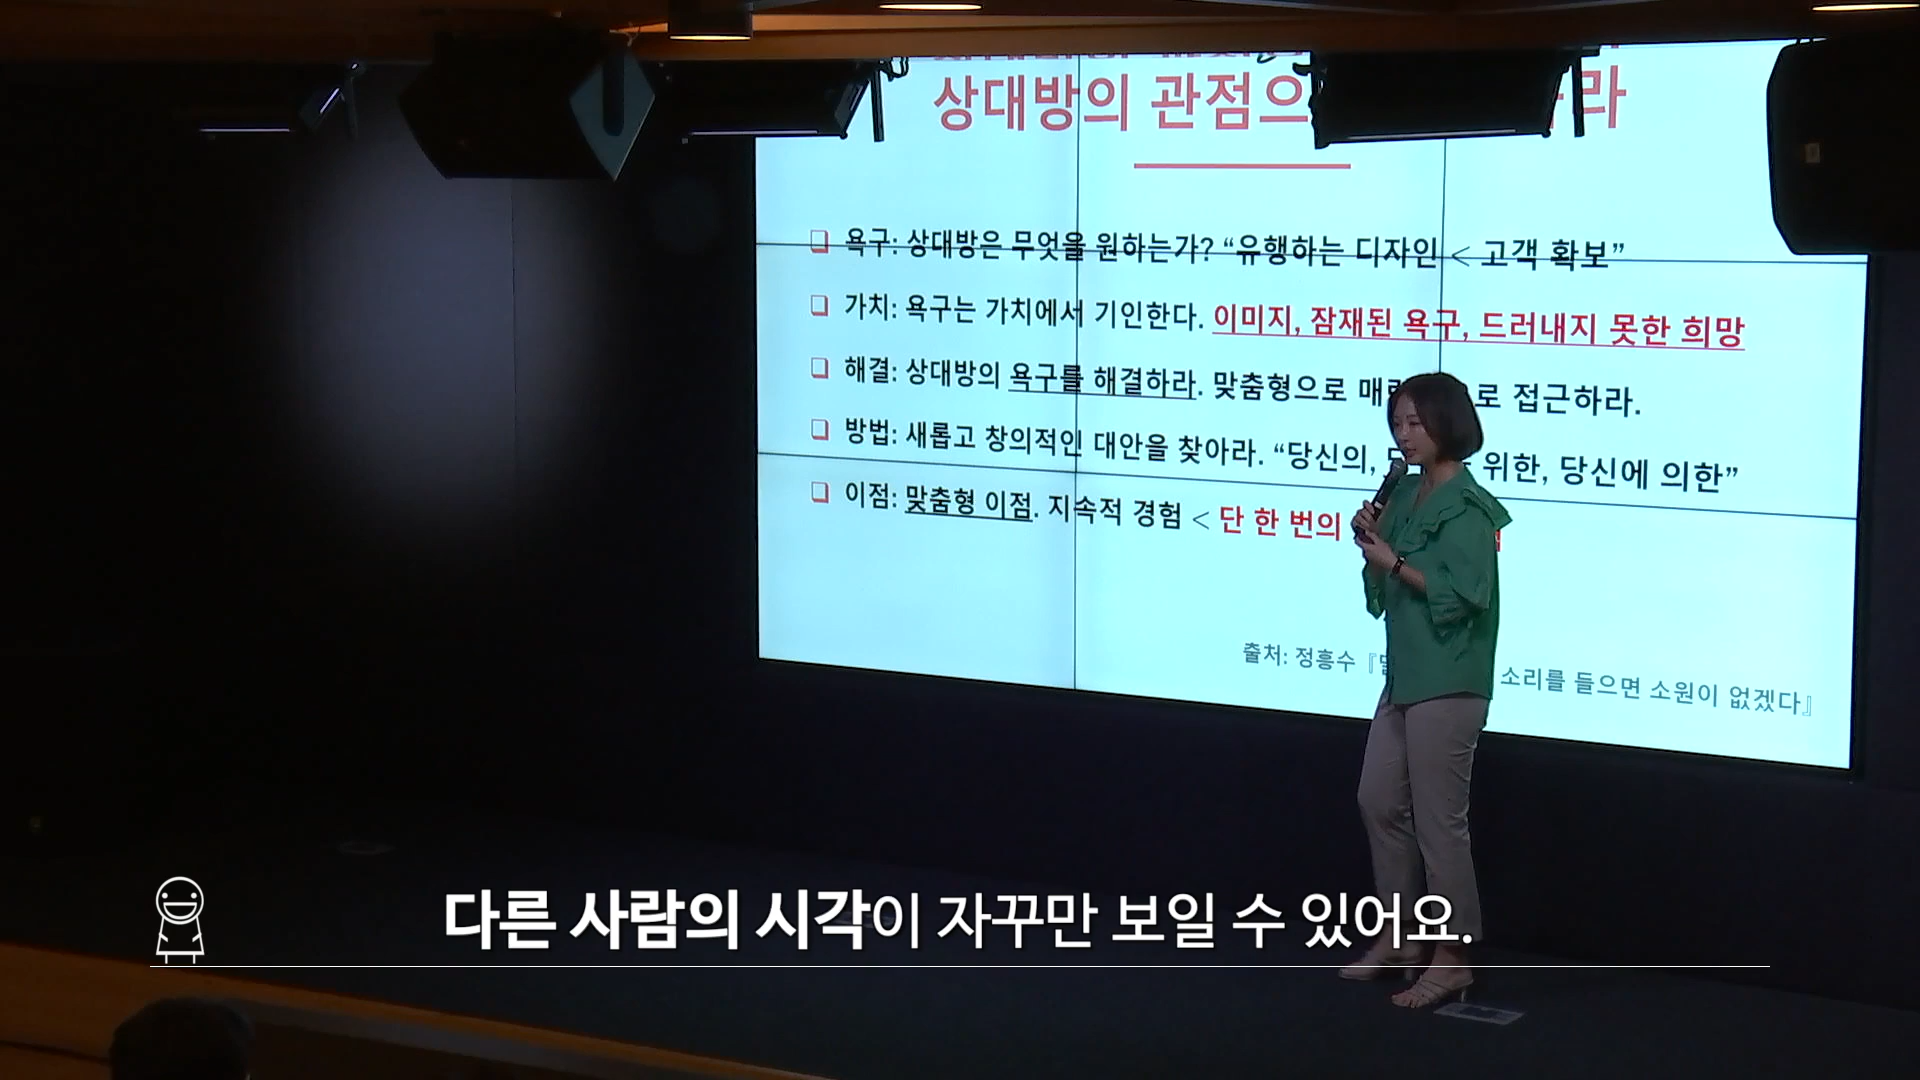 상대방의 라
❑ 욕구: 상대방은 무엇을 원하는가? “유행하는 디자인 < 고객 확보”
❑ 가치: 욕구는 가치에서 기인한다. 이미지, 잠재된 욕구, 드러내지 못한 희망
❑ 해결: 상대방의 욕구를 해결하라. 맞춤형으로 로 접근하라.
❑ 방법: 새롭고 창의적인 대안을 찾아라. “당신의, 위한, 당신에 의한”
❑ 이점: 맞춤형 이점. 지속적 경험 < 단 한 번의
출처: 정흥수 『 소리를 들으면 소원이 없겠다』
다른 사람의 시각이 자꾸만 보일 수 있어요.